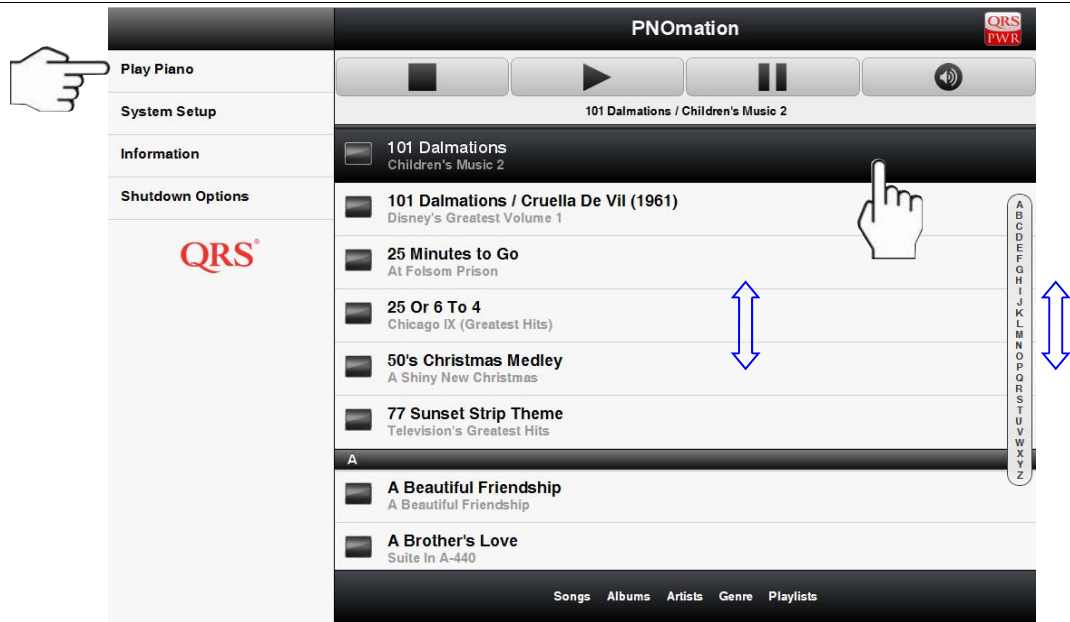 PNOmation
QRS
PWR
Play Piano
System Setup
Information
Shutdown Options
QRS®
101 Dalmations / Children's Music 2
101 Dalmations
Children's Music 2
101 Dalmations / Cruella De Vil (1961)
Disney's Greatest Volume 1
25 Minutes to Go
At Folsom Prison
25 Or 6 To 4
Chicago IX (Greatest Hits)
50's Christmas Medley
A Shiny New Christmas
77 Sunset Strip Theme
Television's Greatest Hits
A
A Beautiful Friendship
A Beautiful Friendship
A Brother's Love
Suite In A-440
A
B
C
D
E
F
G
H
I
J
K
L
M
N
O
P
Q
R
S
T
U
V
W
X
Y
Z
Songs Albums Artists Genre Playlists